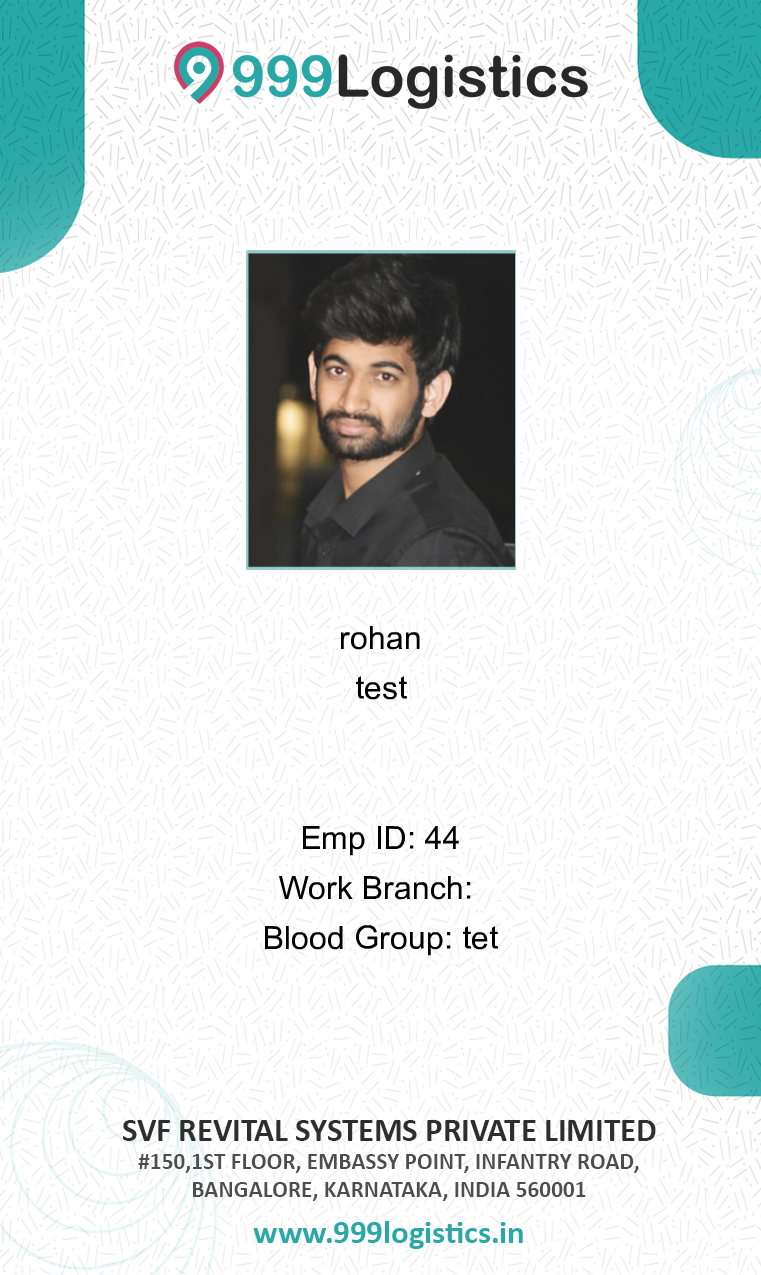 999Logistics
rohan
test
Emp ID: 44
Work Branch:
Blood Group: tet
SVF REVITAL SYSTEMS PRIVATE LIMITED
#150,1ST FLOOR, EMBASSY POINT, INFANTRY ROAD,
BANGALORE, KARNATAKA, INDIA 560001
www.999logistics.in